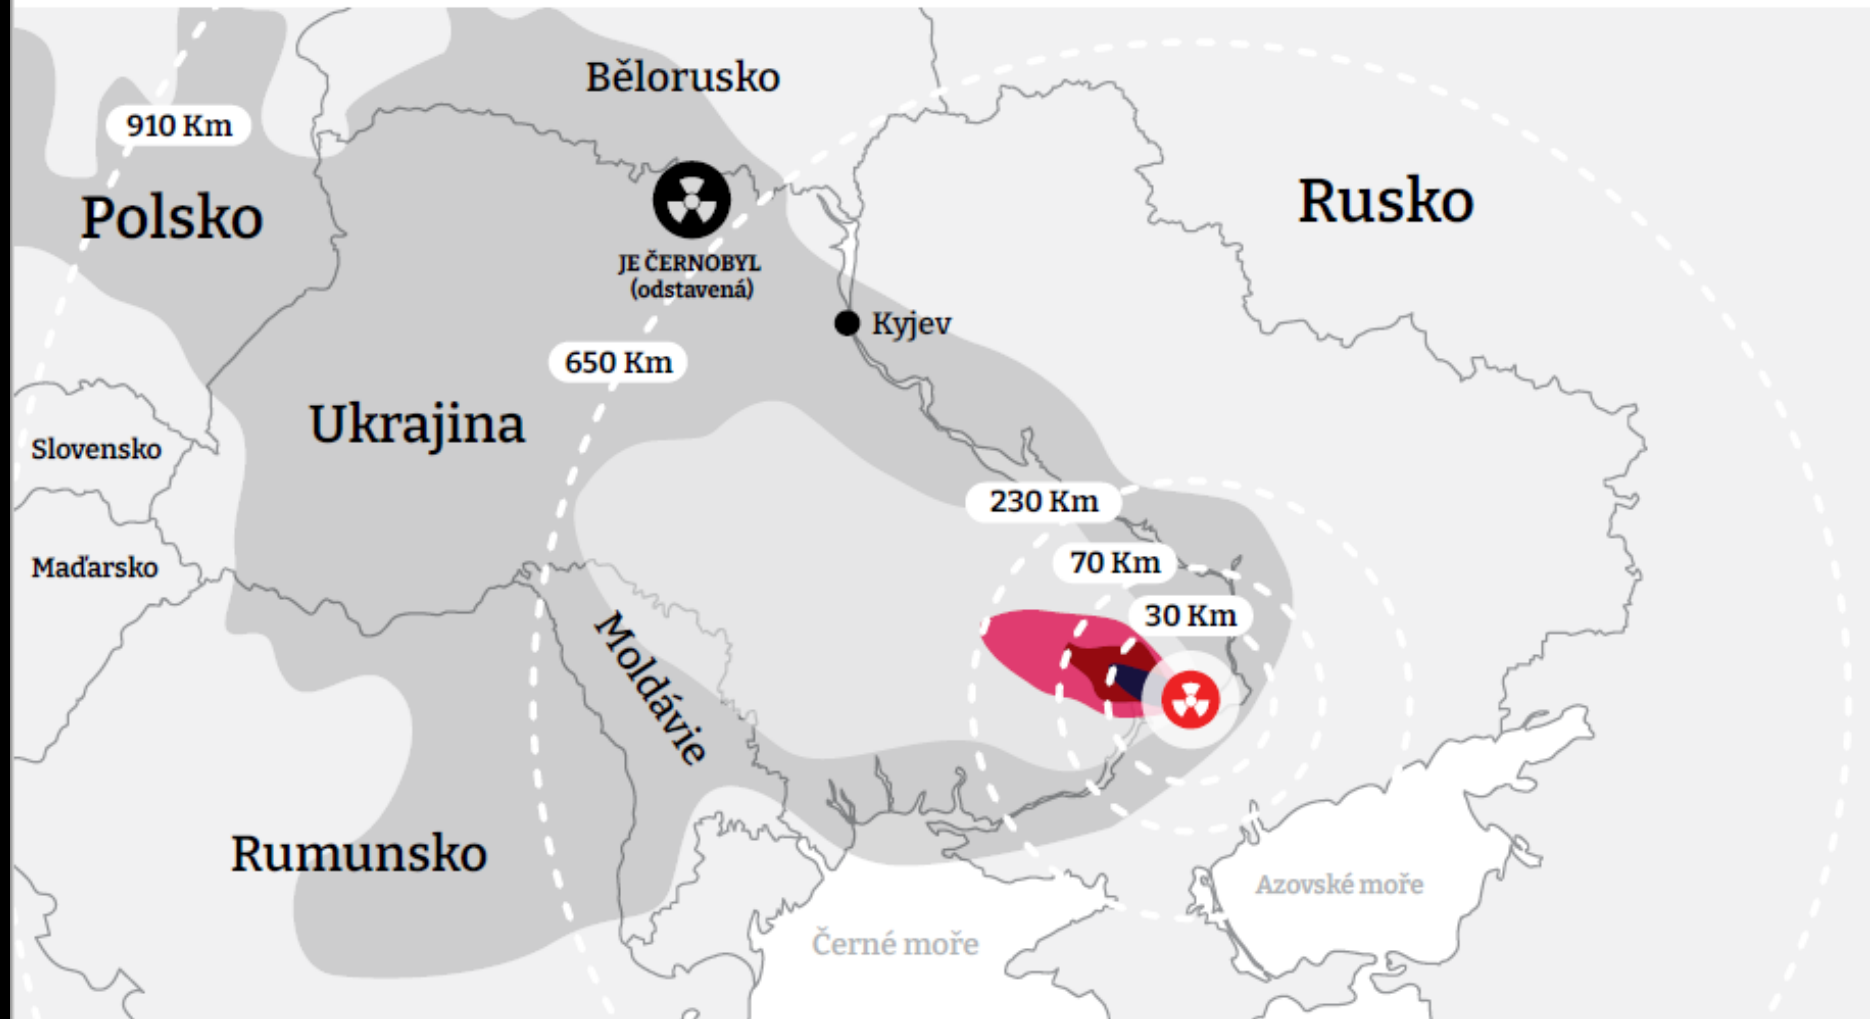 Bělorusko
910 Km
Polsko
Rusko
JE ČERNOBYL
(odstavená)
Kyjev
650 Km
Ukrajina
Slovensko
230 Km
70 Km
Maďarsko
30 Km
Moldávie
Rumunsko
Azovské moře
Černé moře